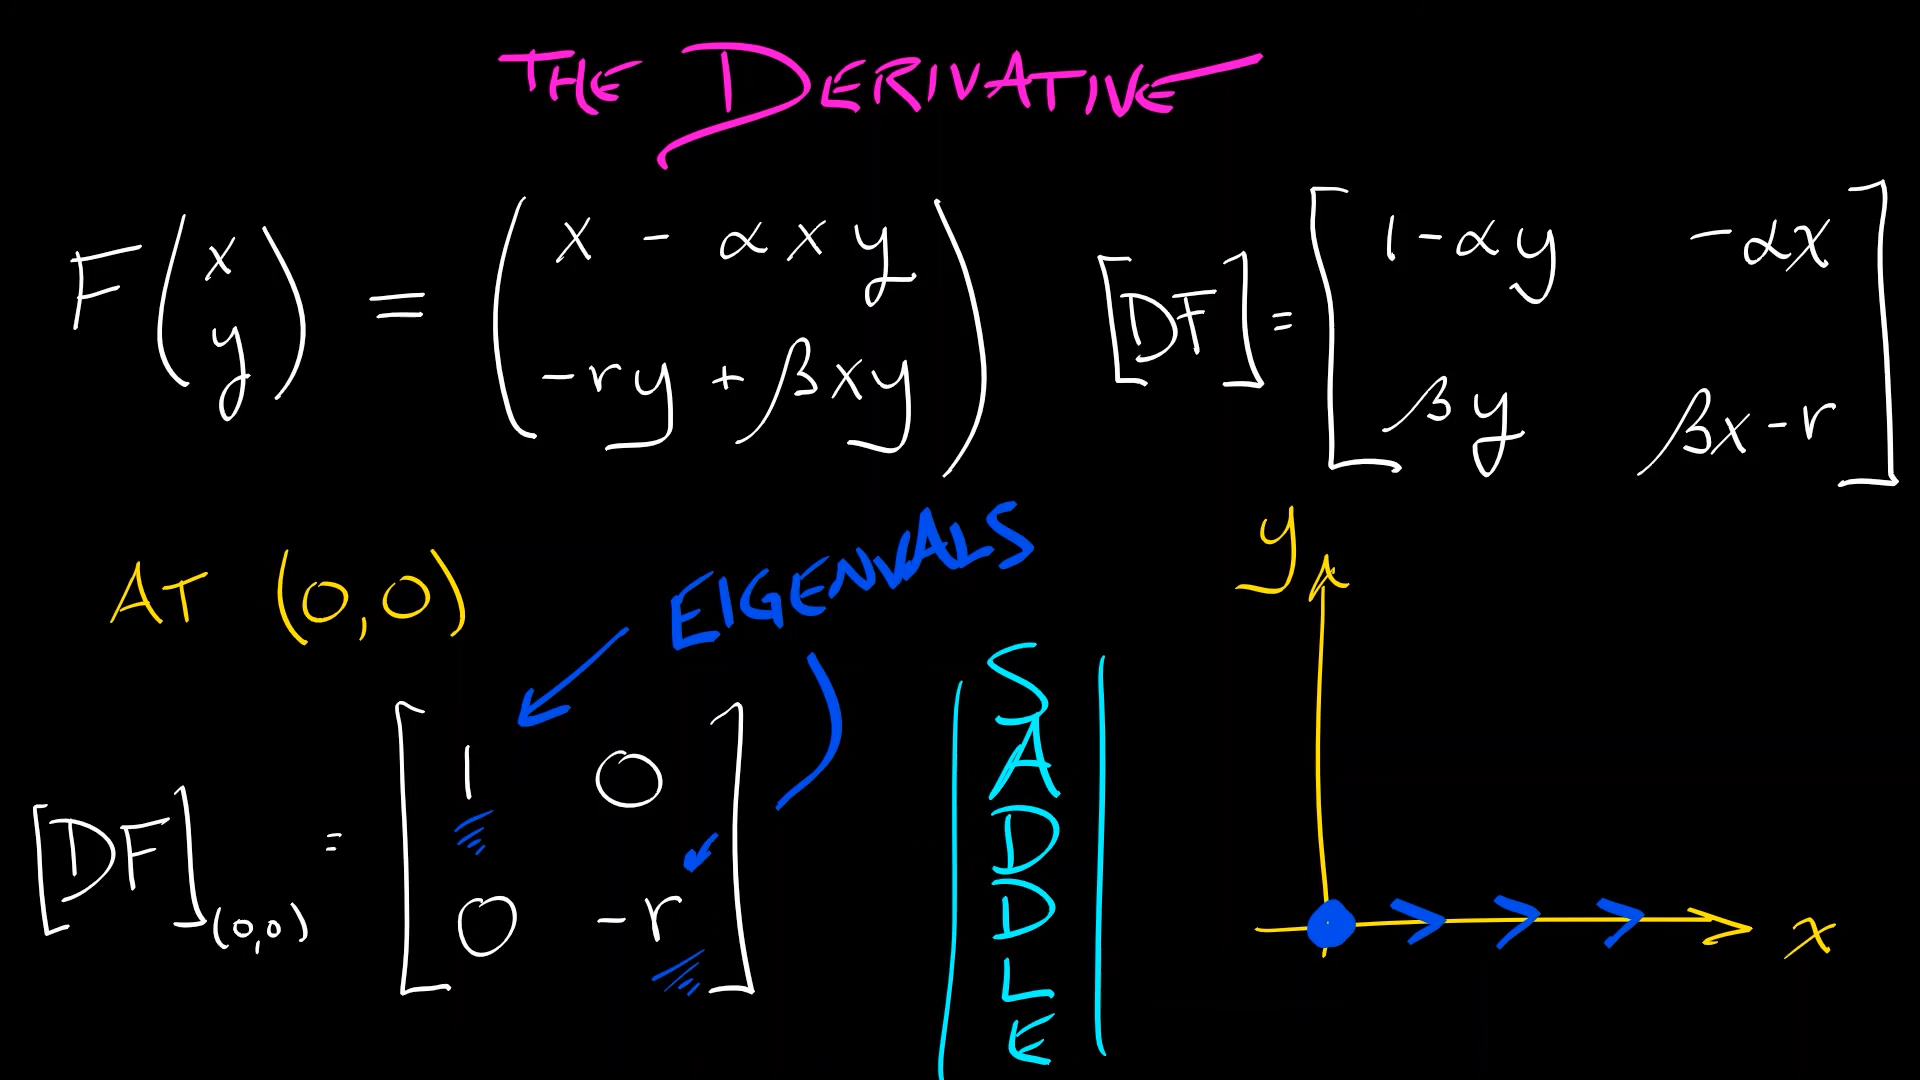 THE DERIVATIVE
F(x y) = (x - αxy
-ry + βxy)
[DF] = [1-αy -αx
βy βx-r]
AT (0,0)
EIGENVALS
[DF](0,0) = [1 0
0 -r]
SADDLE
y
x